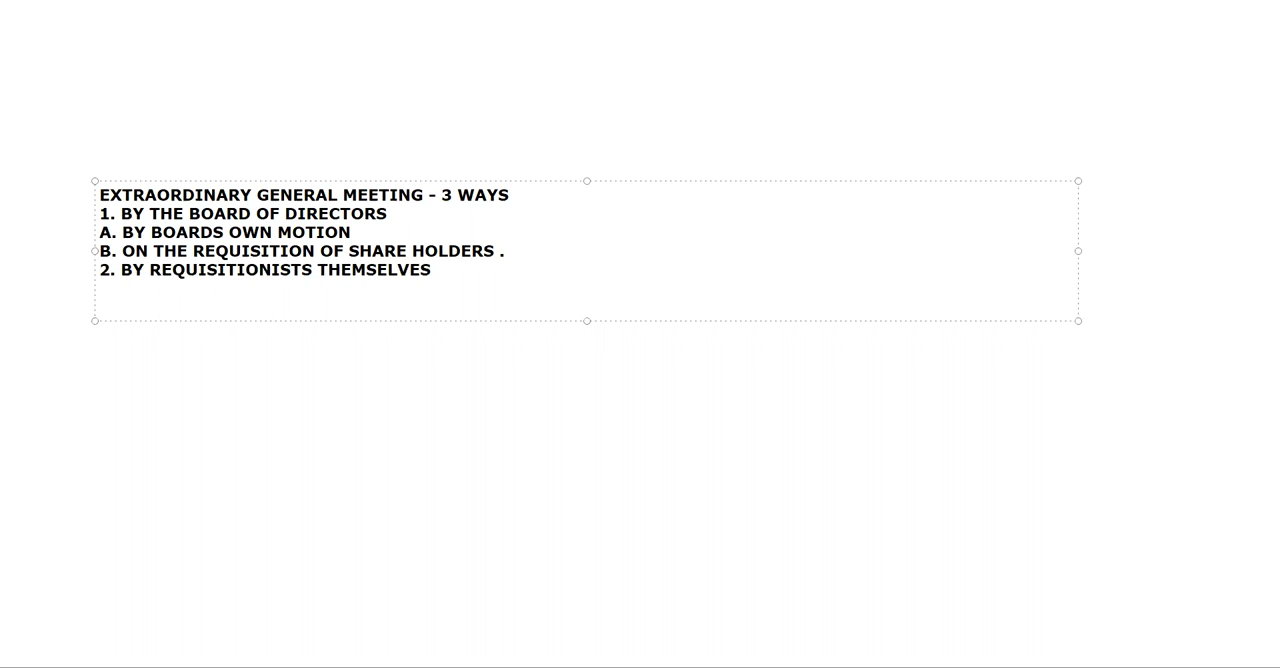 EXTRAORDINARY GENERAL MEETING - 3 WAYS
1. BY THE BOARD OF DIRECTORS
A. BY BOARDS OWN MOTION
B. ON THE REQUISITION OF SHARE HOLDERS .
2. BY REQUISITIONISTS THEMSELVES